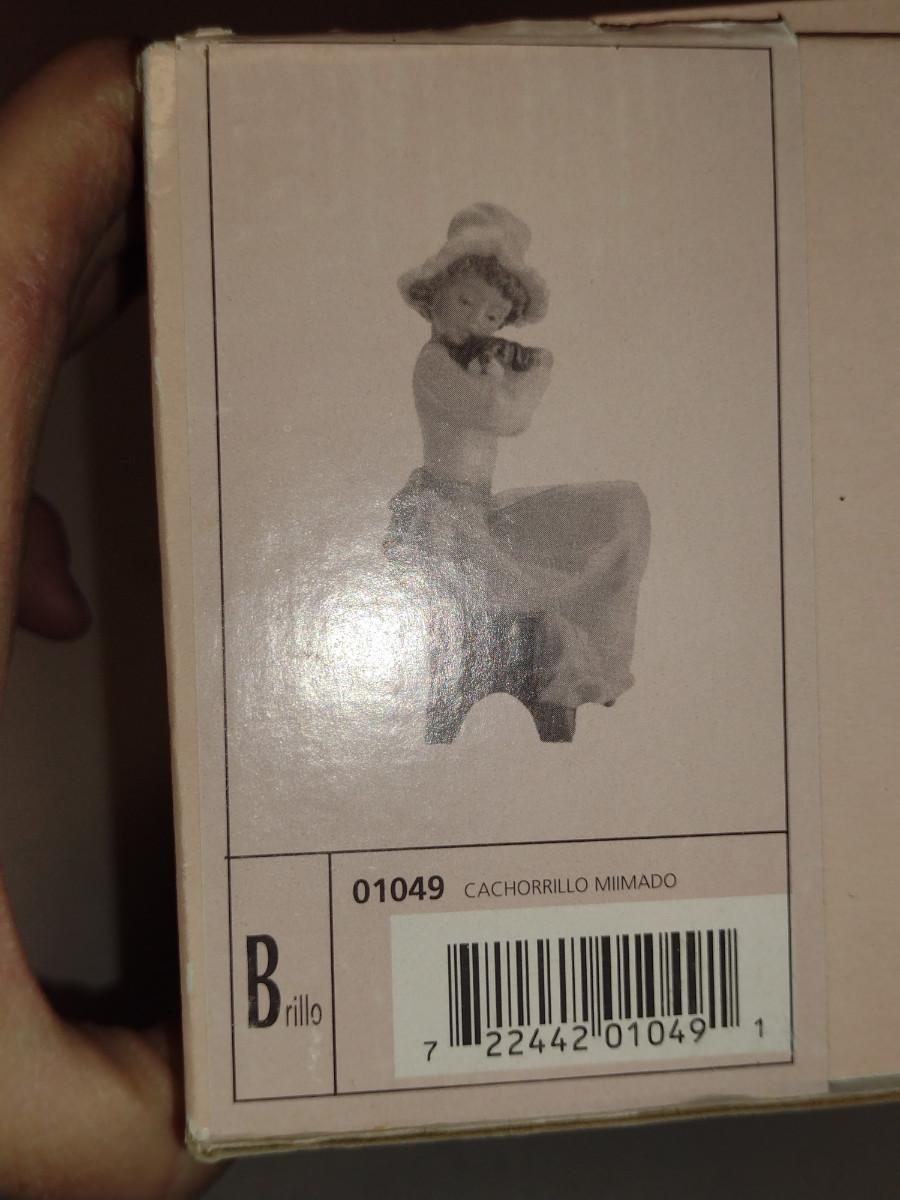 01049 CACHORRILLO MIIMADO
Brillo
7 22442 01049 1